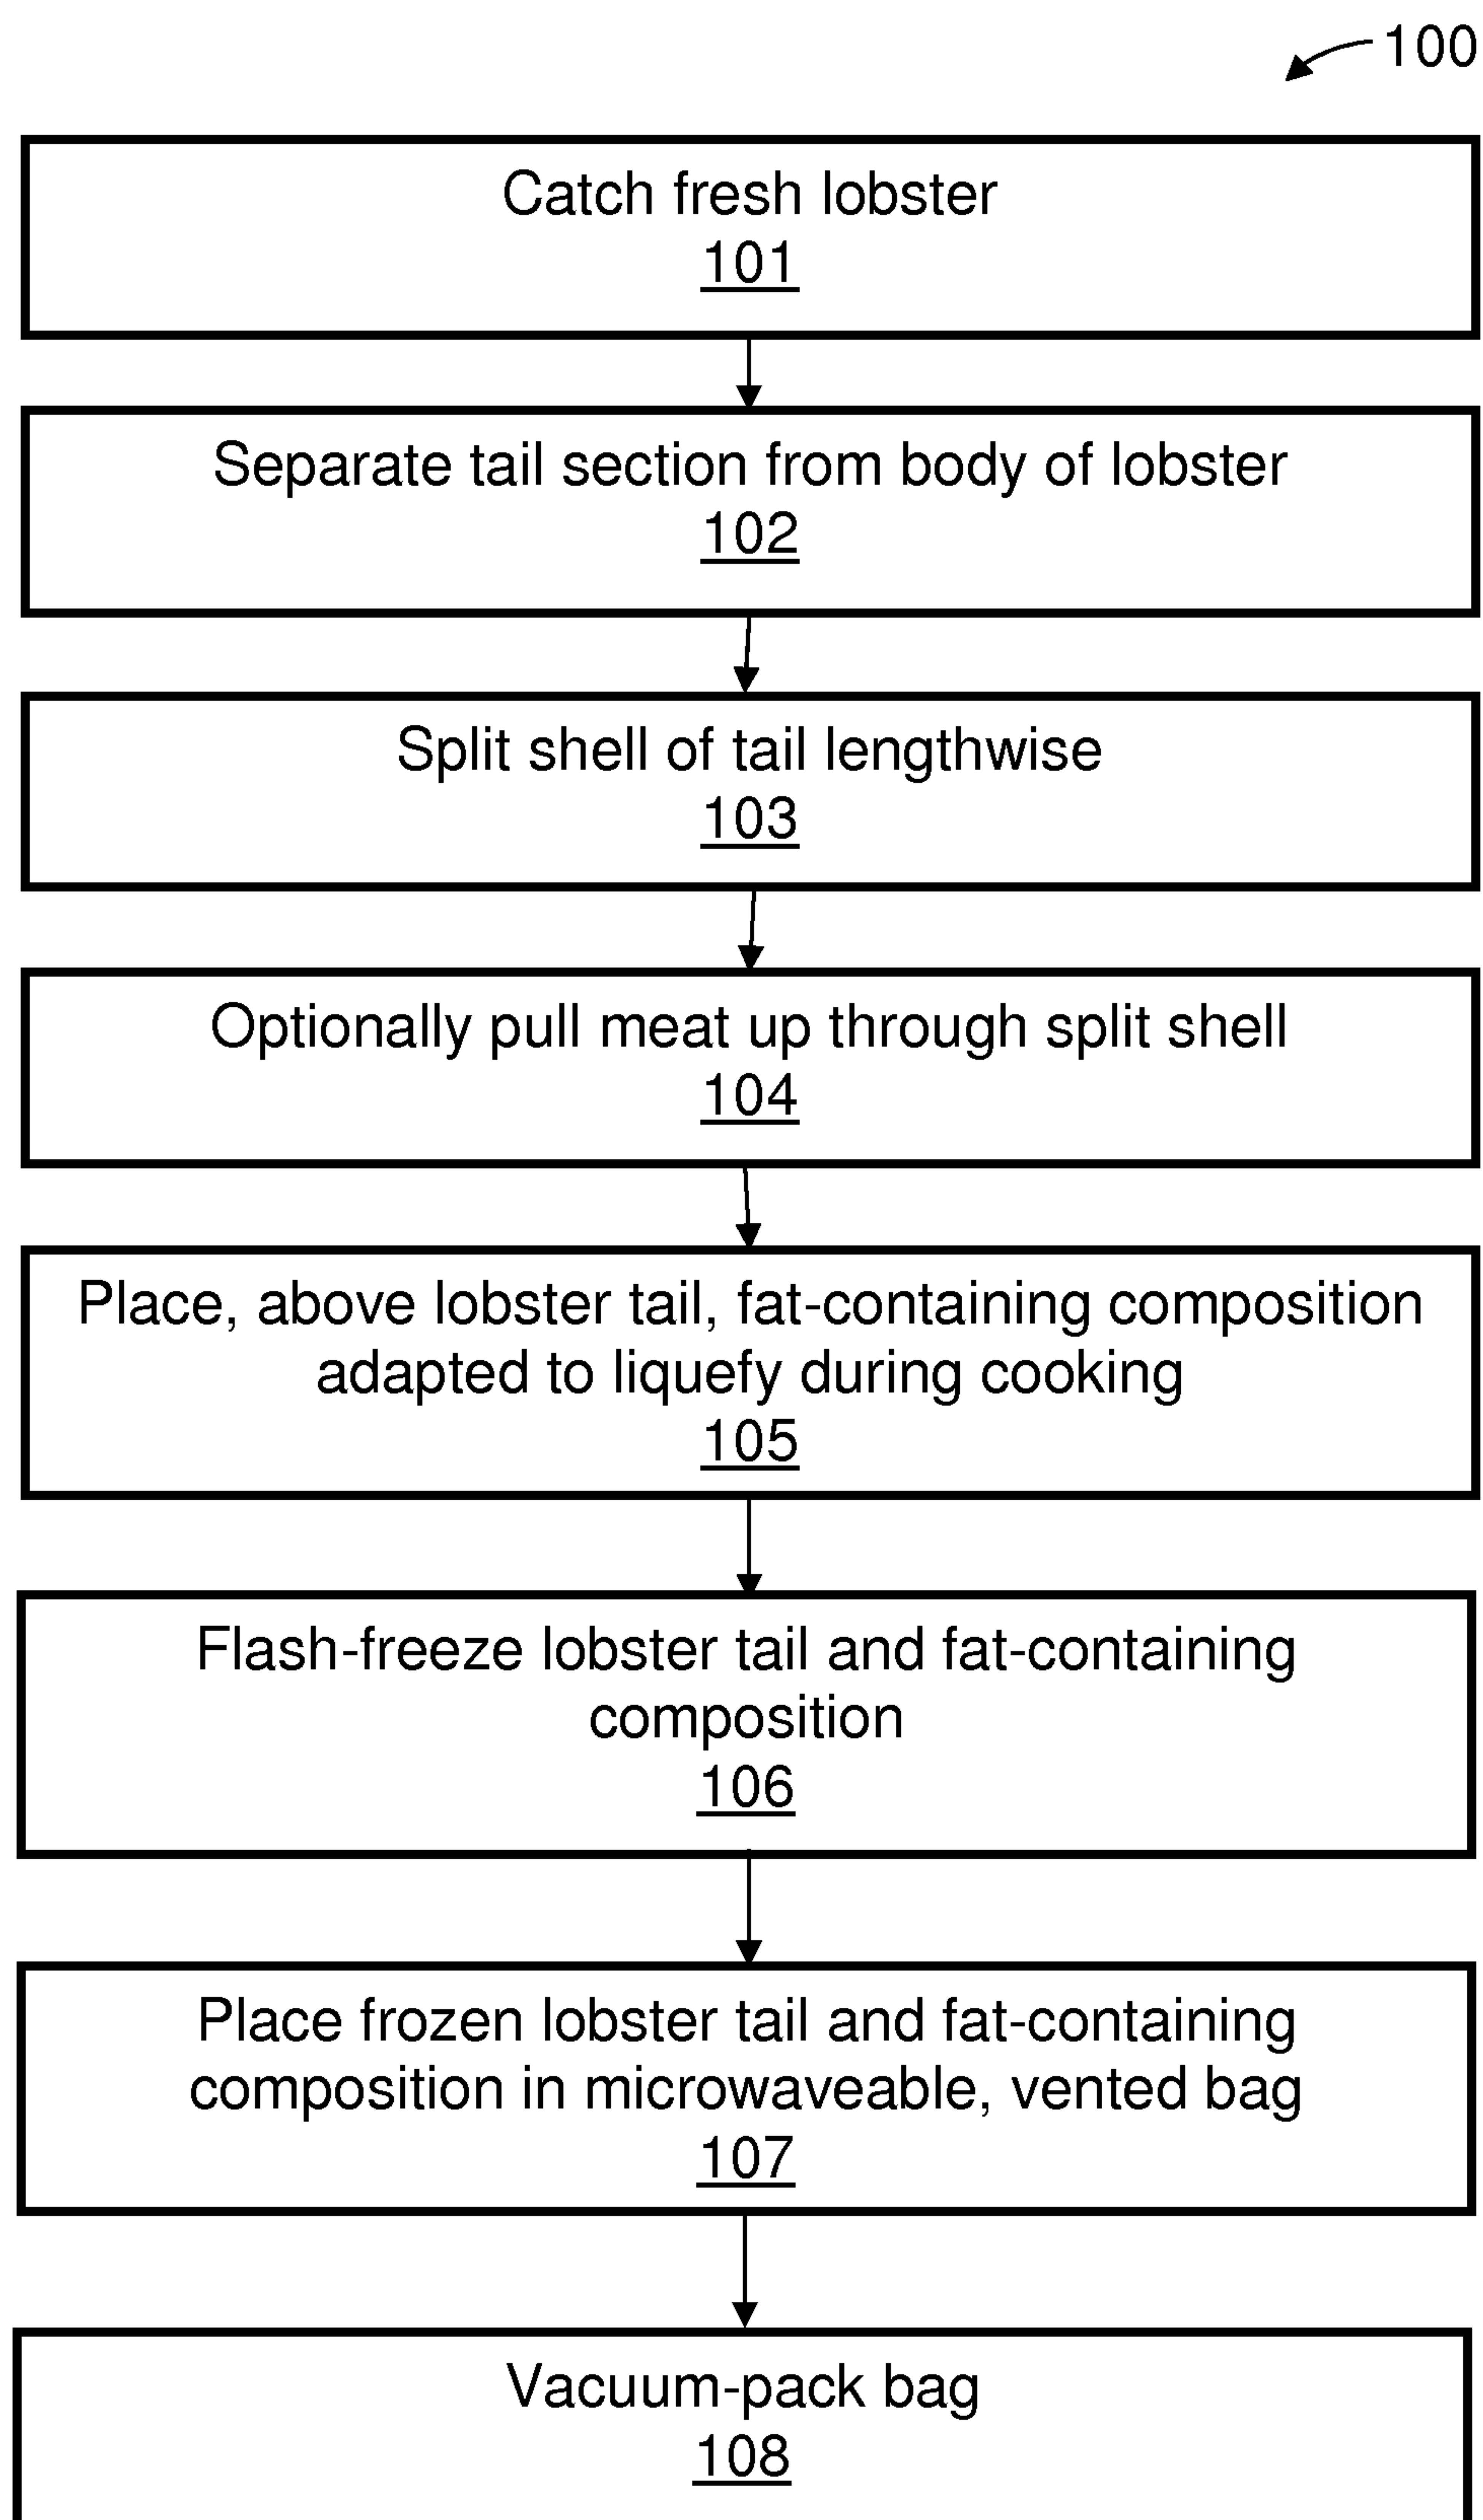 100
Catch fresh lobster
101
Separate tail section from body of lobster
102
Split shell of tail lengthwise
103
Optionally pull meat up through split shell
104
Place, above lobster tail, fat-containing composition
adapted to liquefy during cooking
105
Flash-freeze lobster tail and fat-containing
composition
106
Place frozen lobster tail and fat-containing
composition in microwaveable, vented bag
107
Vacuum-pack bag
108